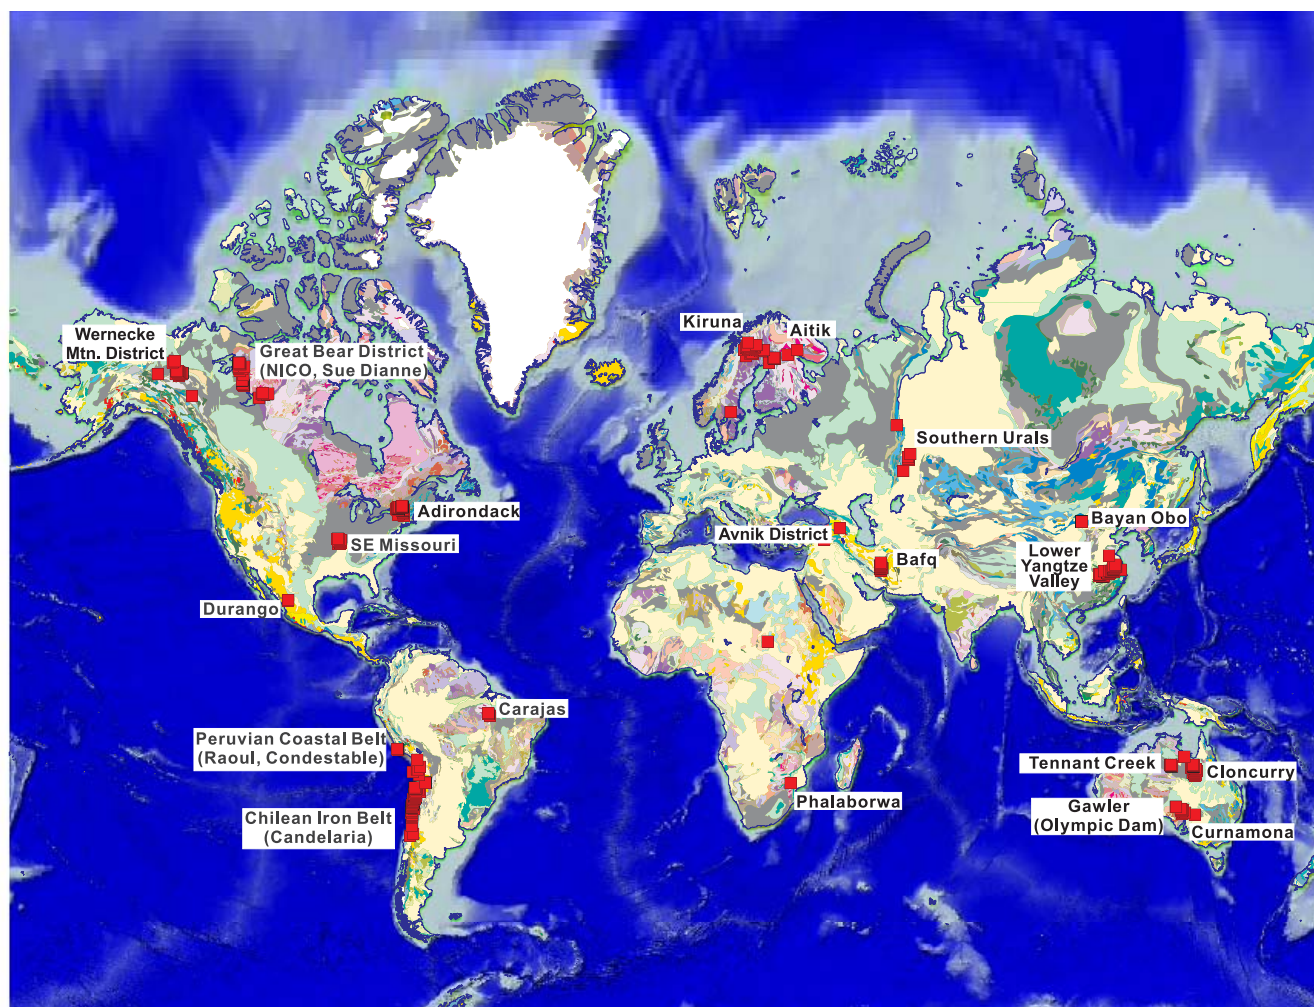 Kiruna
Aitik
Wernecke
Mtn. District
Great Bear District
(NICO, Sue Dianne)
Southern Urals
Adirondack
Bayan Obo
Avnik District
SE Missouri
Bafq
Lower
Yangtze
Valley
Durango
Carajas
Peruvian Coastal Belt
(Raoul, Condestable)
Tennant Creek
Cloncurry
Phalaborwa
Chilean Iron Belt
(Candelaria)
Gawler
(Olympic Dam)
Curnamona